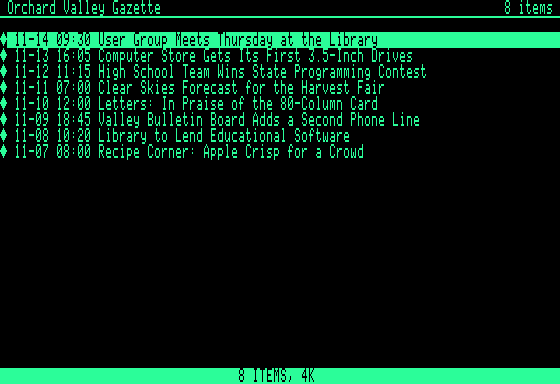 Orchard Valley Gazette 8 items
11-14 09:30 User Group Meets Thursday at the Library
11-13 16:05 Computer Store Gets Its First 3.5-Inch Drives
11-12 11:15 High School Team Wins State Programming Contest
11-11 07:00 Clear Skies Forecast for the Harvest Fair
11-10 12:00 Letters: In Praise of the 80-Column Card
11-09 18:45 Valley Bulletin Board Adds a Second Phone Line
11-08 10:20 Library to Lend Educational Software
11-07 08:00 Recipe Corner: Apple Crisp for a Crowd
8 ITEMS, 4K